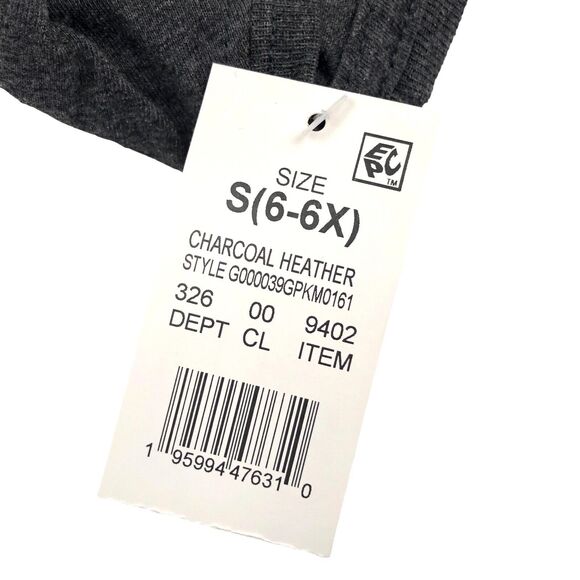 EPC
TM
SIZE
S(6-6X)
CHARCOAL HEATHER
STYLE G000039GPKM0161
326 00 9402
DEPT CL ITEM
1 95994 47631 0